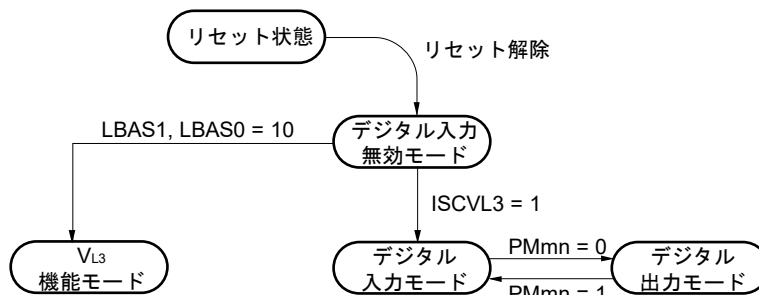 リセット状態
リセット解除
LBAS1, LBAS0 = 10
デジタル入力
無効モード
ISCVL3 = 1
VL3
機能モード
デジタル
入力モード
PMmn = 0
デジタル
出力モード
PMmn = 1